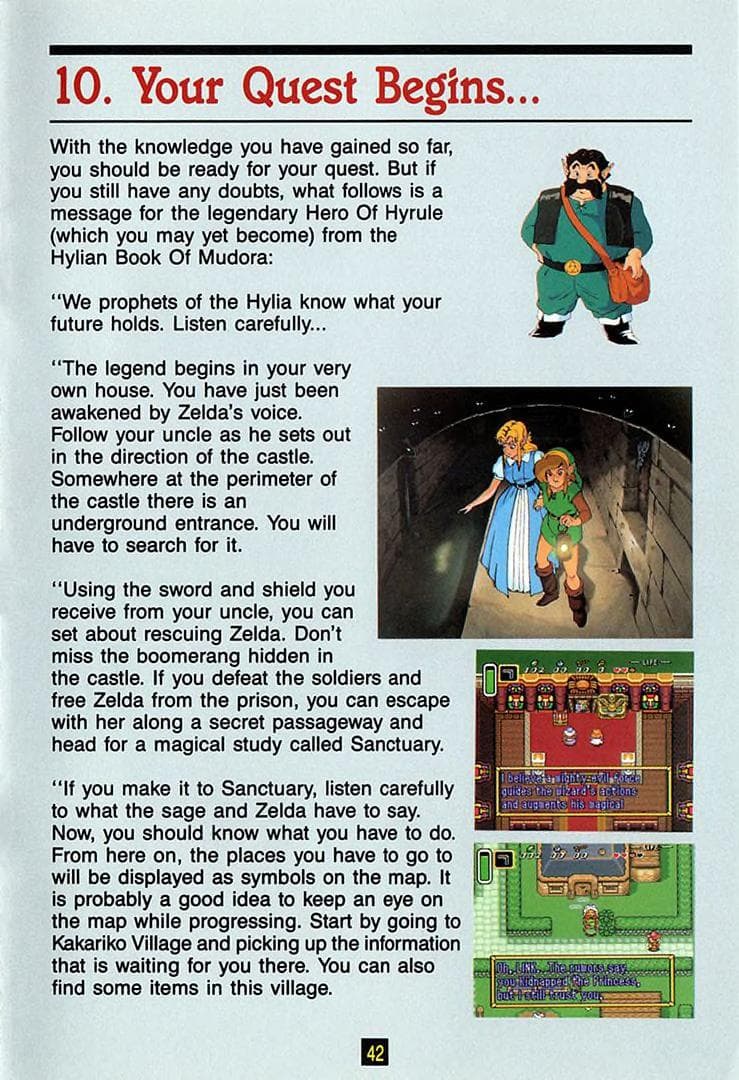 10. Your Quest Begins...
With the knowledge you have gained so far,
you should be ready for your quest. But if
you still have any doubts, what follows is a
message for the legendary Hero Of Hyrule
(which you may yet become) from the
Hylian Book Of Mudora:
"We prophets of the Hylia know what your
future holds. Listen carefully...
"The legend begins in your very
own house. You have just been
awakened by Zelda's voice.
Follow your uncle as he sets out
in the direction of the castle.
Somewhere at the perimeter of
the castle there is an
underground entrance. You will
have to search for it.
"Using the sword and shield you
receive from your uncle, you can
set about rescuing Zelda. Don't
miss the boomerang hidden in
the castle. If you defeat the soldiers and
free Zelda from the prison, you can escape
with her along a secret passageway and
head for a magical study called Sanctuary.
"If you make it to Sanctuary, listen carefully
to what the sage and Zelda have to say.
Now, you should know what you have to do.
From here on, the places you have to go to
will be displayed as symbols on the map. It
is probably a good idea to keep an eye on
the map while progressing. Start by going to
Kakariko Village and picking up the information
that is waiting for you there. You can also
find some items in this village.
LIFE
I believe a mighty evil force
guides the wizard's actions
and augments his magical
Oh, LINK. The rumors say
you kidnapped the Princess,
but I still trust you.
42